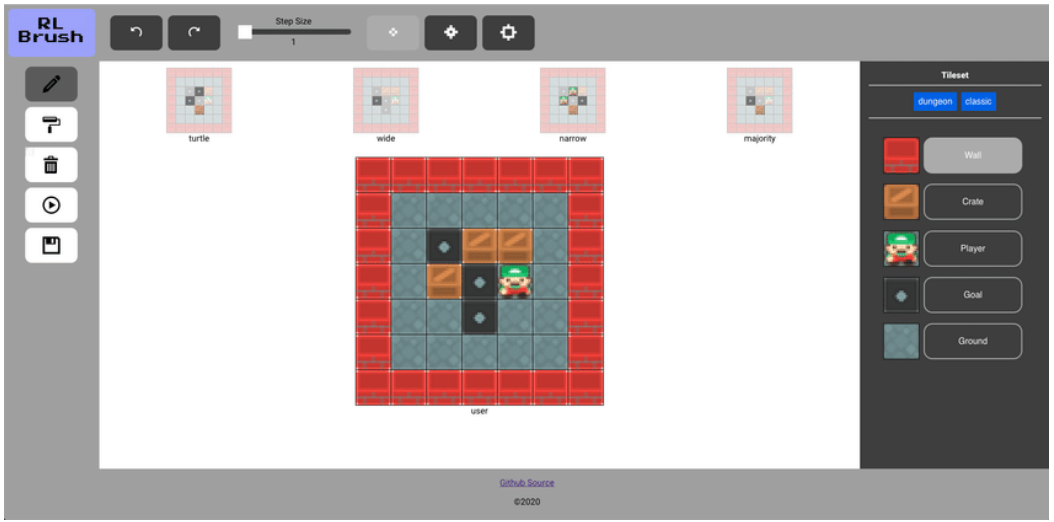 RL
Brush
Step Size
1
Tileset
dungeon classic
turtle
wide
narrow
majority
Wall
Crate
Player
Goal
Ground
user
Github Source
©2020